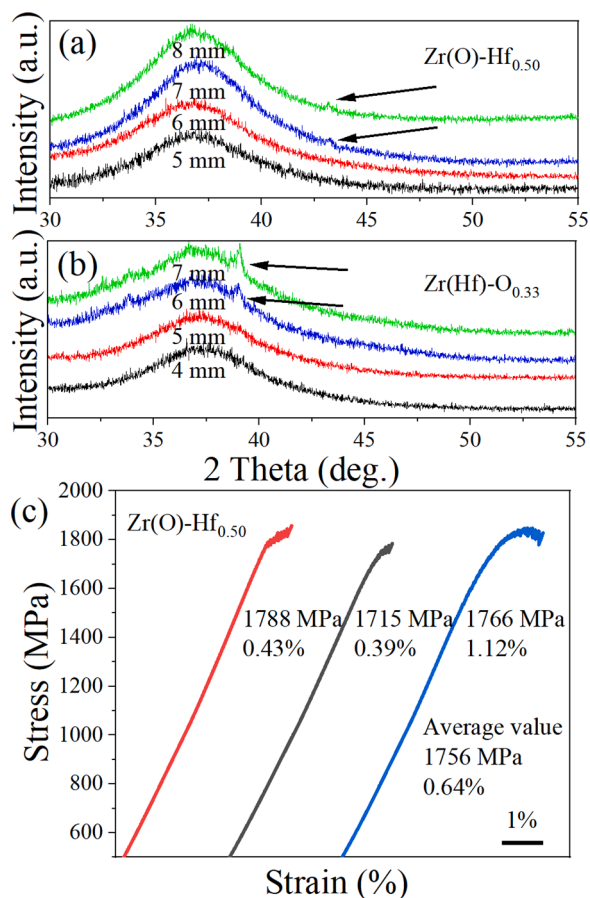 (a)
Zr(O)-Hf0.50
8 mm
7 mm
6 mm
5 mm
Intensity (a.u.)
30 35 40 45 50 55
(b)
Zr(Hf)-O0.33
7 mm
6 mm
5 mm
4 mm
Intensity (a.u.)
30 35 40 45 50 55
2 Theta (deg.)
(c)
Zr(O)-Hf0.50
2000
1800
1600
1400
1200
1000
800
600
Stress (MPa)
1788 MPa
0.43%
1715 MPa
0.39%
1766 MPa
1.12%
Average value
1756 MPa
0.64%
1%
Strain (%)